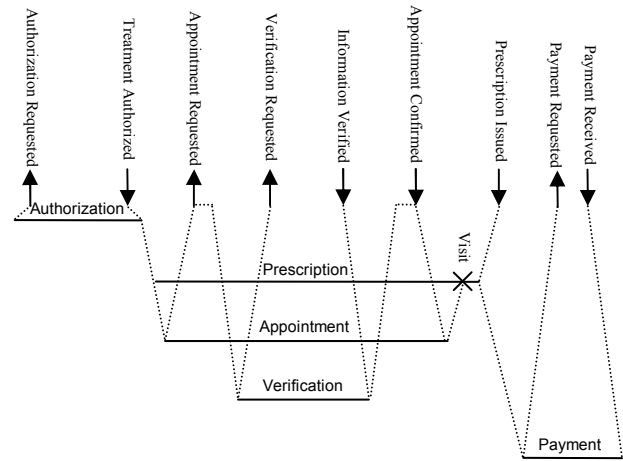 Authorization Requested
Treatment Authorized
Appointment Requested
Verification Requested
Information Verified
Appointment Confirmed
Prescription Issued
Payment Requested
Payment Received
Authorization
Visit
Prescription
Appointment
Verification
Payment